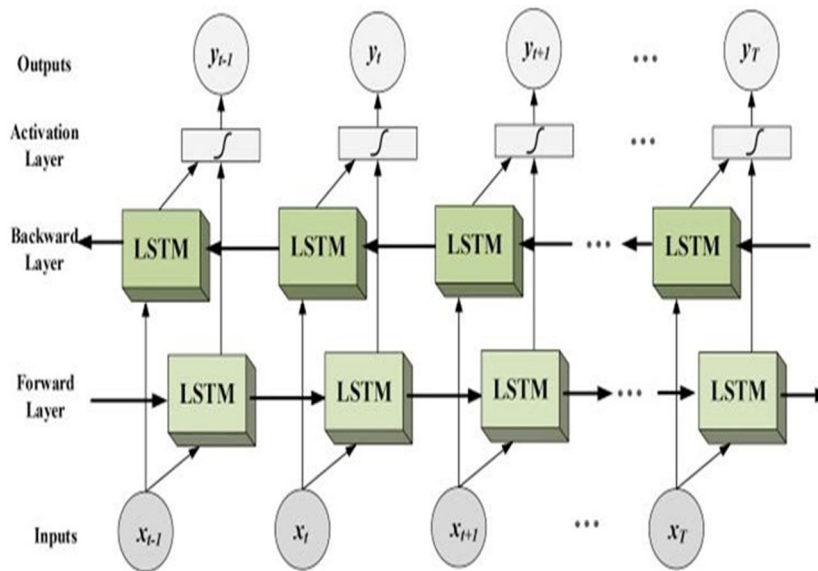 Outputs y_{t-1} y_t y_{t+1} ... y_T
Activation
Layer ∫ ∫ ∫ ... ∫
Backward
Layer LSTM LSTM LSTM ... LSTM
Forward
Layer LSTM LSTM LSTM ... LSTM
Inputs x_{t-1} x_t x_{t+1} ... x_T